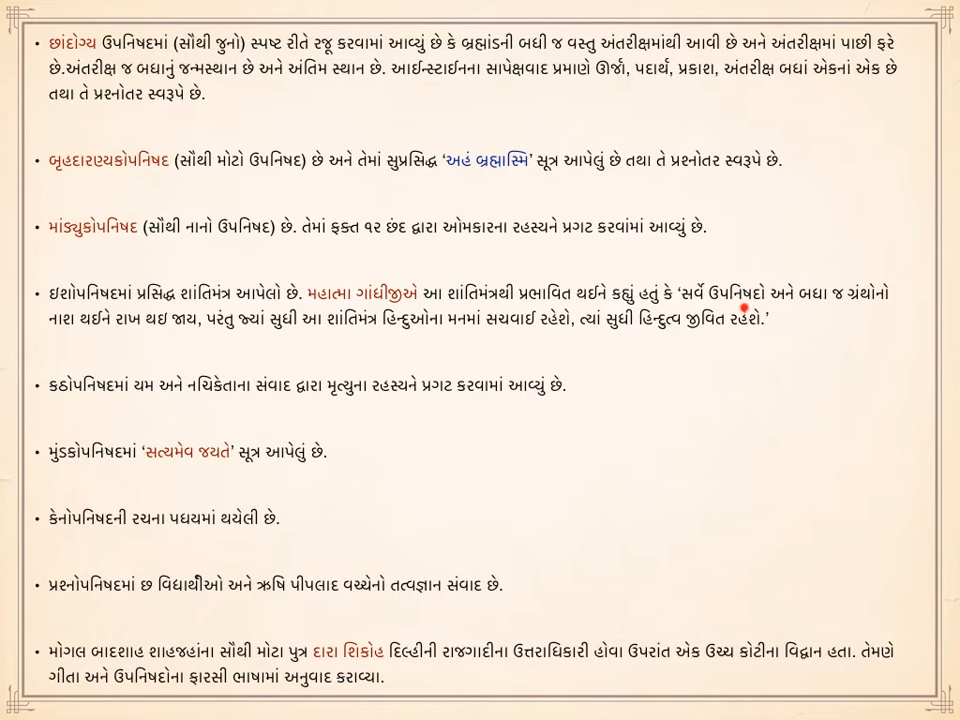 • છાંદોગ્ય ઉપનિષદમાં (સૌથી જુનો) સ્પષ્ટ રીતે રજૂ કરવામાં આવ્યું છે કે બ્રહ્માંડની બધી જ વસ્તુ અંતરીક્ષમાંથી આવી છે અને અંતરીક્ષમાં પાછી ફરે
છે.અંતરીક્ષ જ બધાનું જન્મસ્થાન છે અને અંતિમ સ્થાન છે. આઈન્સ્ટાઈનના સાપેક્ષવાદ પ્રમાણે ઊર્જા, પદાર્થ, પ્રકાશ, અંતરીક્ષ બધાં એકનાં એક છે
તથા તે પ્રશ્નોતર સ્વરૂપે છે.
• બૃહદારણ્યકોપનિષદ (સૌથી મોટો ઉપનિષદ) છે અને તેમાં સુપ્રસિદ્ધ ‘અહં બ્રહ્માસ્મિ’ સૂત્ર આપેલું છે તથા તે પ્રશ્નોતર સ્વરૂપે છે.
• માંડ્યુકોપનિષદ (સૌથી નાનો ઉપનિષદ) છે. તેમાં ફક્ત ૧૨ છંદ દ્વારા ઓમકારના રહસ્યને પ્રગટ કરવાંમાં આવ્યું છે.
• ઇશોપનિષદમાં પ્રસિદ્ધ શાંતિમંત્ર આપેલો છે. મહાત્મા ગાંધીજીએ આ શાંતિમંત્રથી પ્રભાવિત થઈને કહ્યું હતું કે ‘સર્વે ઉપનિષદો અને બધા જ ગ્રંથોનો
નાશ થઈને રાખ થઇ જાય, પરંતુ જ્યાં સુધી આ શાંતિમંત્ર હિન્દુઓના મનમાં સચવાઈ રહેશે, ત્યાં સુધી હિન્દુત્વ જીવિત રહેશે.’
• કઠોપનિષદમાં યમ અને નચિકેતાના સંવાદ દ્વારા મૃત્યુના રહસ્યને પ્રગટ કરવામાં આવ્યું છે.
• મુંડકોપનિષદમાં ‘સત્યમેવ જયતે’ સૂત્ર આપેલું છે.
• કેનોપનિષદની રચના પધયમાં થયેલી છે.
• પ્રશ્નોપનિષદમાં છ વિદ્યાર્થીઓ અને ઋષિ પીપલાદ વચ્ચેનો તત્વજ્ઞાન સંવાદ છે.
• મોગલ બાદશાહ શાહજહાંના સૌથી મોટા પુત્ર દારા શિકોહ દિલ્હીની રાજગાદીના ઉત્તરાધિકારી હોવા ઉપરાંત એક ઉચ્ચ કોટીના વિદ્વાન હતા. તેમણે
ગીતા અને ઉપનિષદોના ફારસી ભાષામાં અનુવાદ કરાવ્યા.